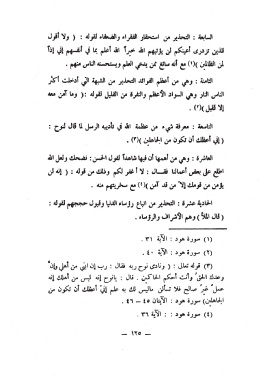 السابعة : التحذير من استحقار الفقراء والضعفاء لقوله : ( ولا أقول
للذين تزدري أعينكم لن يؤتيهم الله خيراً الله أعلم بما في أنفسهم إني إذاً
لمن الظالمين )(١) مع أنه سائغ ممن يدعي العلم ويستحسنه الناس منهم .
الثامنة : وهي من أعظم الفوائد التحذير من الشبهة التي أدخلت أكثر
الناس النار وهي السواد الأعظم والنفرة من القليل لقوله : ( وما آمن معه
إلا قليل )(٢) .
التاسعة : معرفة شيء من عظمة الله في تأديبه الرسل لما قال لنوح :
( إني أعظك أن تكون من الجاهلين )(٣) .
العاشرة : وهي من أهمها أن فيها شاهداً لقول الحسن : نضحك ولعل الله
اطلع على بعض أعمالنا فقال : لا أغفر لكم وذلك من قوله : ( إنه لن
يؤمن من قومك إلا من قد آمن )(٤) مع سخريتهم منه .
الحادية عشرة : التحذير من اتباع رؤساء الدنيا وقبول حججهم لقوله :
( قال الملأ ) وهم الأشراف والرؤساء .
(١) سورة هود : الآية ٣١ .
(٢) سورة هود : الآية ٤٠ .
(٣) قوله تعالى : ( ونادى نوح ربه فقال : رب إن ابني من أهلي وإن
وعدك الحق وأنت أحكم الحاكمين . قال : يانوح إنه ليس من أهلك إنه
عمل غير صالح فلا تسألن ماليس لك به علم إني أعظك أن تكون من
الجاهلين ) سورة هود : الآيتان ٤٥ – ٤٦ .
(٤) سورة هود : الآية ٣٦ .
١٢٥